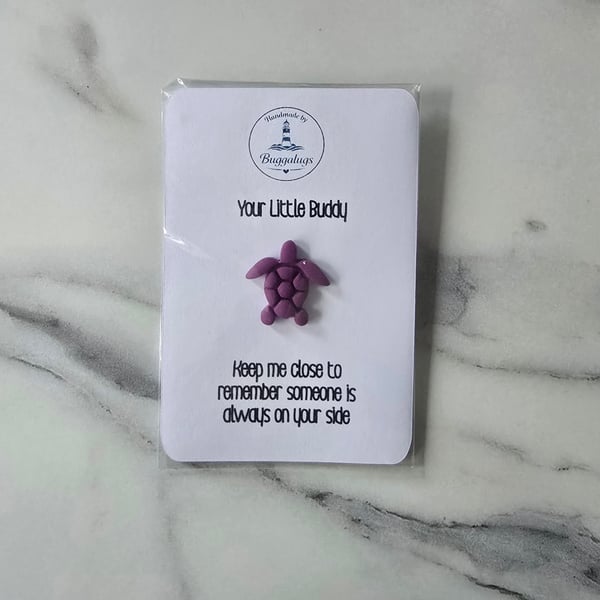 Handmade by
Buggalugs
Your Little Buddy
Keep me close to
remember someone is
always on your side